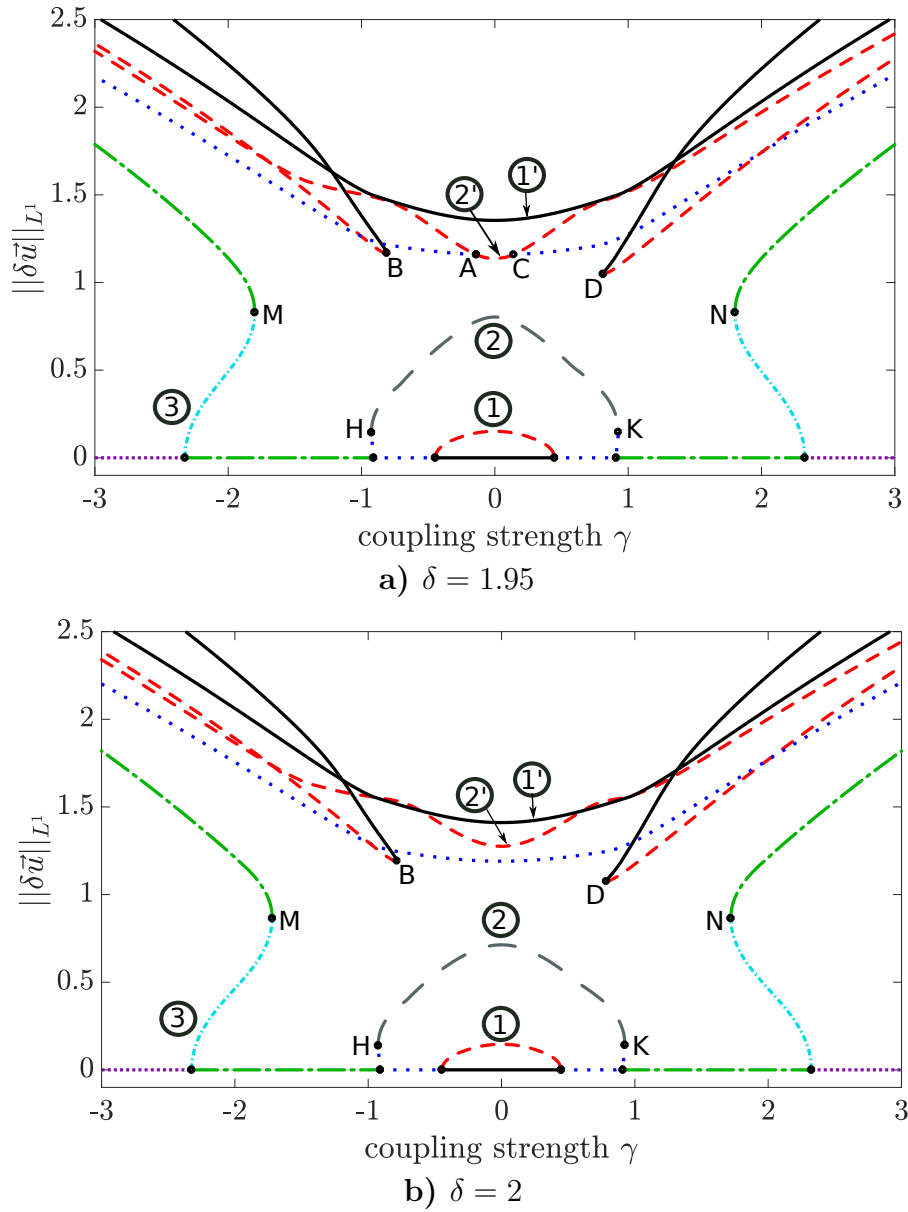 2.5
2
1.5
1
0.5
0
||δu⃗||_{L^1}
2'
1'
B
A
C
D
M
N
2
3
1
H
K
-3 -2 -1 0 1 2 3
coupling strength γ
a) δ = 1.95
2.5
2
1.5
1
0.5
0
||δu⃗||_{L^1}
2'
1'
B
D
M
N
2
3
1
H
K
-3 -2 -1 0 1 2 3
coupling strength γ
b) δ = 2